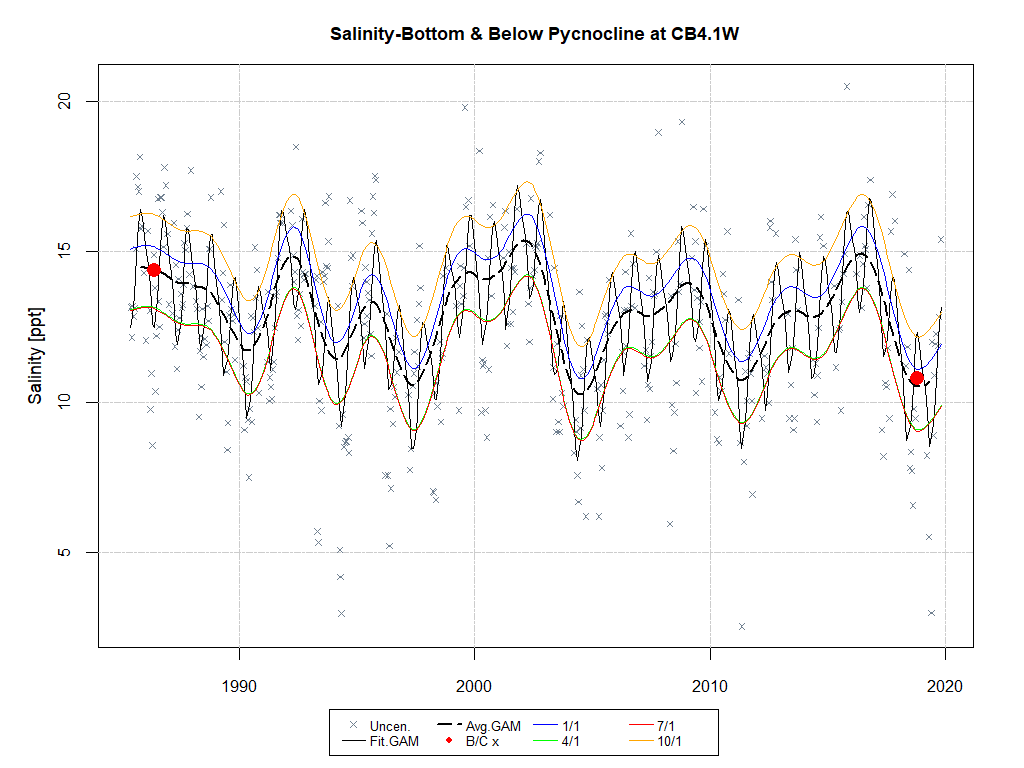 Salinity-Bottom & Below Pycnocline at CB4.1W
20
15
10
5
Salinity [ppt]
1990 2000 2010 2020
Uncen. Avg.GAM 1/1 7/1
Fit.GAM B/C x 4/1 10/1